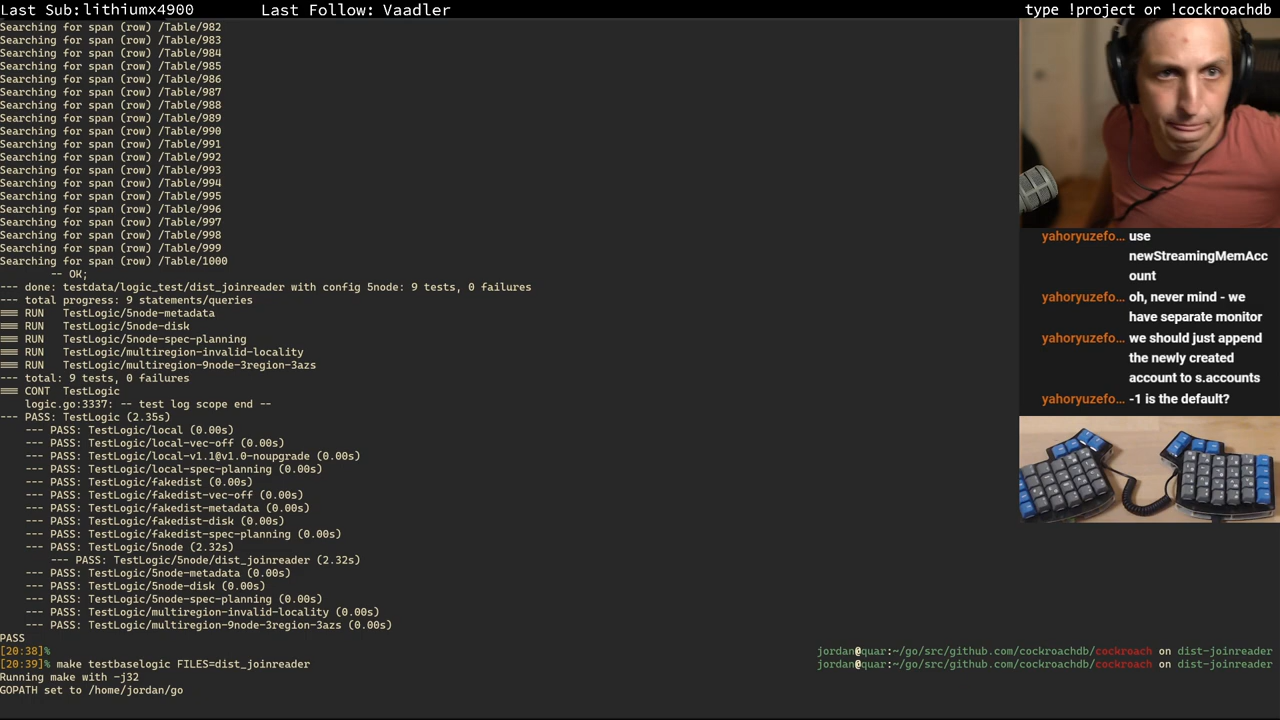 Last Sub: lithiumx4900 Last Follow: Vaadler type !project or !cockroachdb
Searching for span (row) /Table/982
Searching for span (row) /Table/983
Searching for span (row) /Table/984
Searching for span (row) /Table/985
Searching for span (row) /Table/986
Searching for span (row) /Table/987
Searching for span (row) /Table/988
Searching for span (row) /Table/989
Searching for span (row) /Table/990
Searching for span (row) /Table/991
Searching for span (row) /Table/992
Searching for span (row) /Table/993
Searching for span (row) /Table/994
Searching for span (row) /Table/995
Searching for span (row) /Table/996
Searching for span (row) /Table/997
Searching for span (row) /Table/998
Searching for span (row) /Table/999
Searching for span (row) /Table/1000
-- OK;
--- done: testdata/logic_test/dist_joinreader with config 5node: 9 tests, 0 failures
--- total progress: 9 statements/queries
=== RUN   TestLogic/5node-metadata
=== RUN   TestLogic/5node-disk
=== RUN   TestLogic/5node-spec-planning
=== RUN   TestLogic/multiregion-invalid-locality
=== RUN   TestLogic/multiregion-9node-3region-3azs
--- total: 9 tests, 0 failures
=== CONT  TestLogic
logic.go:3337: -- test log scope end --
--- PASS: TestLogic (2.35s)
--- PASS: TestLogic/local (0.00s)
--- PASS: TestLogic/local-vec-off (0.00s)
--- PASS: TestLogic/local-v1.1@v1.0-noupgrade (0.00s)
--- PASS: TestLogic/local-spec-planning (0.00s)
--- PASS: TestLogic/fakedist (0.00s)
--- PASS: TestLogic/fakedist-vec-off (0.00s)
--- PASS: TestLogic/fakedist-metadata (0.00s)
--- PASS: TestLogic/fakedist-disk (0.00s)
--- PASS: TestLogic/fakedist-spec-planning (0.00s)
--- PASS: TestLogic/5node (2.32s)
--- PASS: TestLogic/5node/dist_joinreader (2.32s)
--- PASS: TestLogic/5node-metadata (0.00s)
--- PASS: TestLogic/5node-disk (0.00s)
--- PASS: TestLogic/5node-spec-planning (0.00s)
--- PASS: TestLogic/multiregion-invalid-locality (0.00s)
--- PASS: TestLogic/multiregion-9node-3region-3azs (0.00s)
PASS
[20:38]% jordan@quar:~/go/src/github.com/cockroachdb/cockroach on dist-joinreader
[20:39]% make testbaselogic FILES=dist_joinreader jordan@quar:~/go/src/github.com/cockroachdb/cockroach on dist-joinreader
Running make with -j32
GOPATH set to /home/jordan/go
yahoryuzefo... use
newStreamingMemAcc
ount
yahoryuzefo... oh, never mind - we
have separate monitor
yahoryuzefo... we should just append
the newly created
account to s.accounts
yahoryuzefo... -1 is the default?